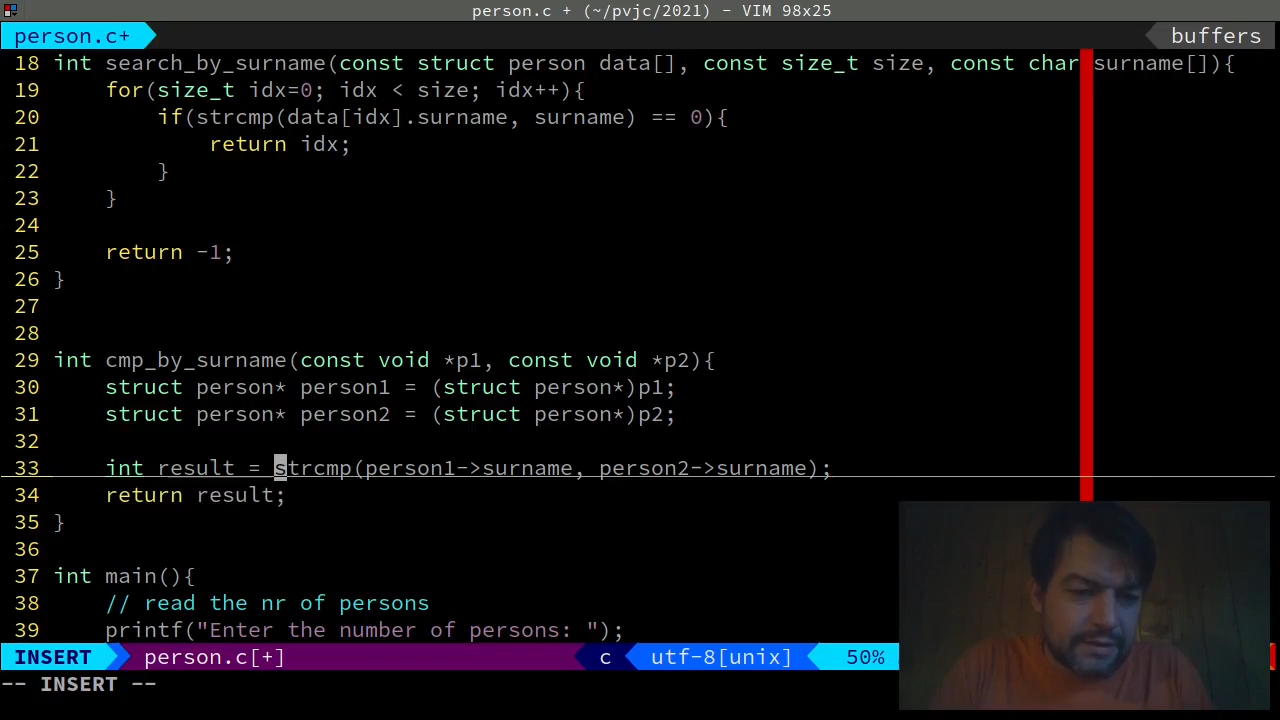 person.c + (~/pvjc/2021) - VIM 98x25
person.c+ buffers
18 int search_by_surname(const struct person data[], const size_t size, const char surname[]){
19 for(size_t idx=0; idx < size; idx++){
20 if(strcmp(data[idx].surname, surname) == 0){
21 return idx;
22 }
23 }
24
25 return -1;
26 }
27
28
29 int cmp_by_surname(const void *p1, const void *p2){
30 struct person* person1 = (struct person*)p1;
31 struct person* person2 = (struct person*)p2;
32
33 int result = strcmp(person1->surname, person2->surname);
34 return result;
35 }
36
37 int main(){
38 // read the nr of persons
39 printf("Enter the number of persons: ");
INSERT person.c[+] c utf-8[unix] 50%
-- INSERT --